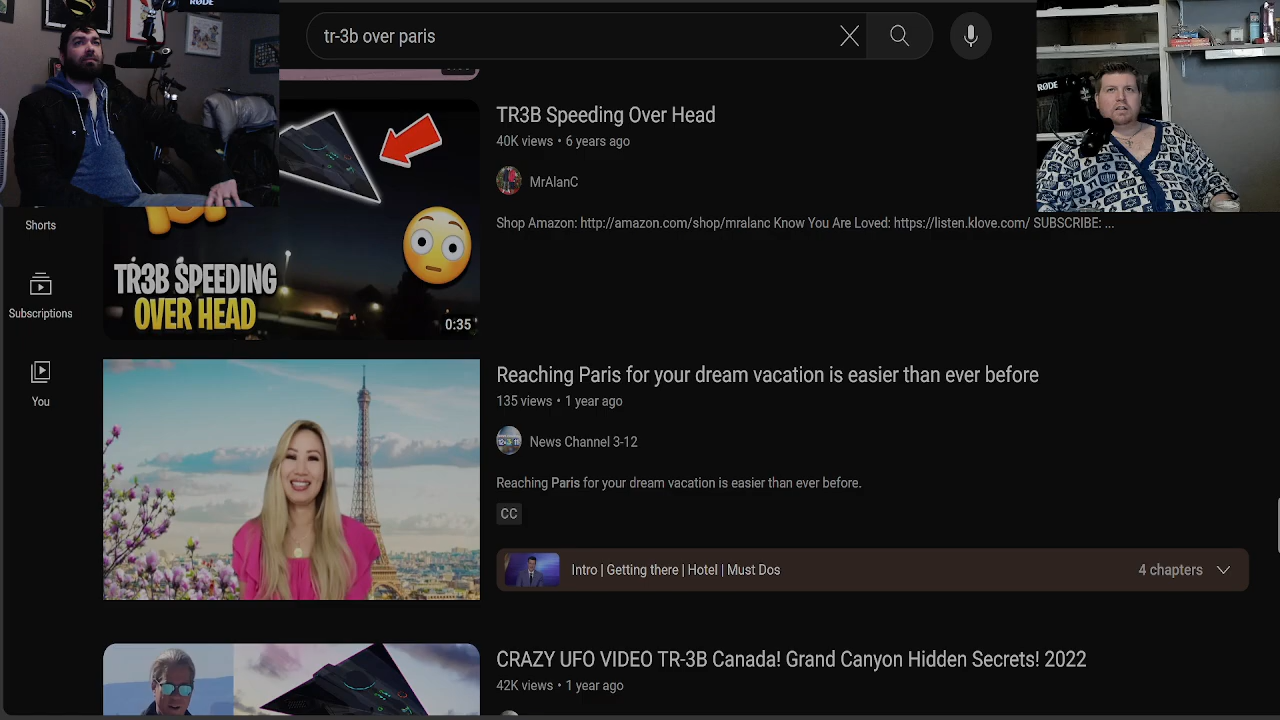 RØDE
tr-3b over paris
RØDE
TR3B Speeding Over Head
40K views • 6 years ago
MrAlanC
Shop Amazon: http://amazon.com/shop/mralanc Know You Are Loved: https://listen.klove.com/ SUBSCRIBE: ...
TR3B SPEEDING
OVER HEAD
0:35
Shorts
Subscriptions
You
Reaching Paris for your dream vacation is easier than ever before
135 views • 1 year ago
News Channel 3-12
Reaching Paris for your dream vacation is easier than ever before.
CC
Intro | Getting there | Hotel | Must Dos
4 chapters
CRAZY UFO VIDEO TR-3B Canada! Grand Canyon Hidden Secrets! 2022
42K views • 1 year ago